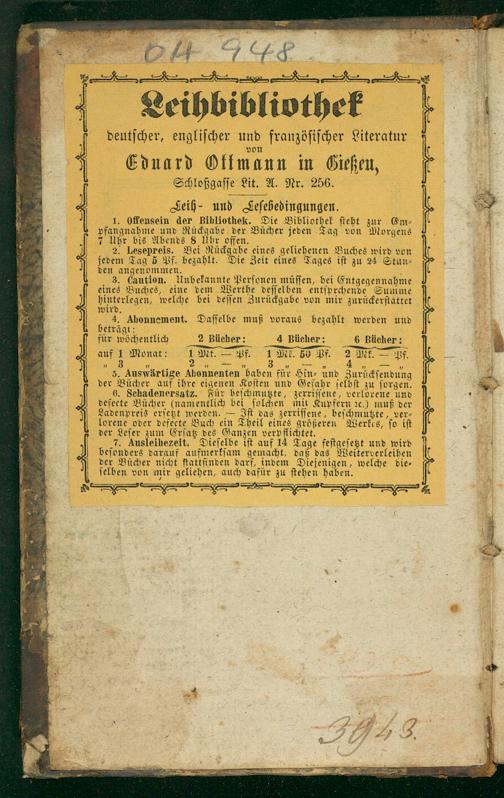 OH 948
Leihbibliothek
deutscher, englischer und französischer Literatur
von
Eduard Ottmann in Gießen,
Schloßgasse Lit. A. Nr. 256.
Leih- und Lesebedingungen.
1. Offensein der Bibliothek. Die Bibliothek steht zur Em-
pfangnahme und Rückgabe der Bücher jeden Tag von Morgens
7 Uhr bis Abends 8 Uhr offen.
2. Lesepreis. Bei Rückgabe eines geliehenen Buches wird von
jedem Tag 5 Pf. bezahlt. Die Zeit eines Tages ist zu 24 Stun-
den angenommen.
3. Caution. Unbekannte Personen müssen, bei Entgegennahme
eines Buches, eine dem Werthe desselben entsprechende Summe
hinterlegen, welche bei dessen Zurückgabe von mir zurückerstattet
wird.
4. Abonnement. Dasselbe muß voraus bezahlt werden und
beträgt:
für wöchentlich 2 Bücher: 4 Bücher: 6 Bücher:
auf 1 Monat: 1 Mk. — Pf. 1 Mk. 50 Pf. 2 Mk. — Pf.
„ 3 „ 2 „ — „ 3 „ — „ 4 „ — „
5. Auswärtige Abonnenten haben für Hin- und Zurücksendung
der Bücher auf ihre eigenen Kosten und Gefahr selbst zu sorgen.
6. Schadenersatz. Für beschmutzte, zerrissene, verlorene und
defecte Bücher (namentlich bei solchen mit Kupfern ꝛc.) muß der
Ladenpreis ersetzt werden. — Ist das zerrissene, beschmutzte, ver-
lorene oder defecte Buch ein Theil eines größeren Werkes, so ist
der Leser zum Ersatz des Ganzen verpflichtet.
7. Ausleihezeit. Dieselbe ist auf 14 Tage festgesetzt und wird
besonders darauf aufmerksam gemacht, daß das Weiterverleihen
der Bücher nicht stattfinden darf, indem Diejenigen, welche die-
selben von mir geliehen, auch dafür zu stehen haben.
3943.